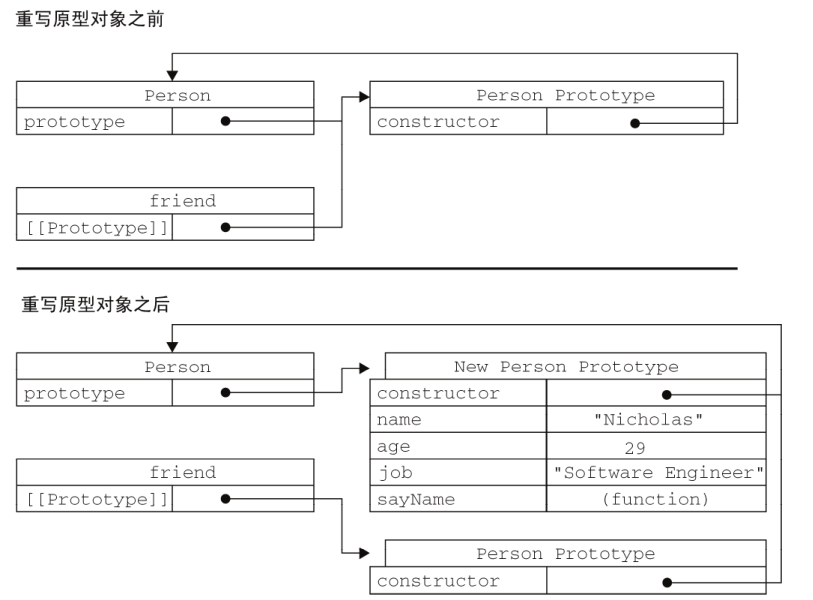 重写原型对象之前
Person
prototype
Person Prototype
constructor
friend
[[Prototype]]
重写原型对象之后
Person
prototype
New Person Prototype
constructor
name "Nicholas"
age 29
job "Software Engineer"
sayName (function)
friend
[[Prototype]]
Person Prototype
constructor